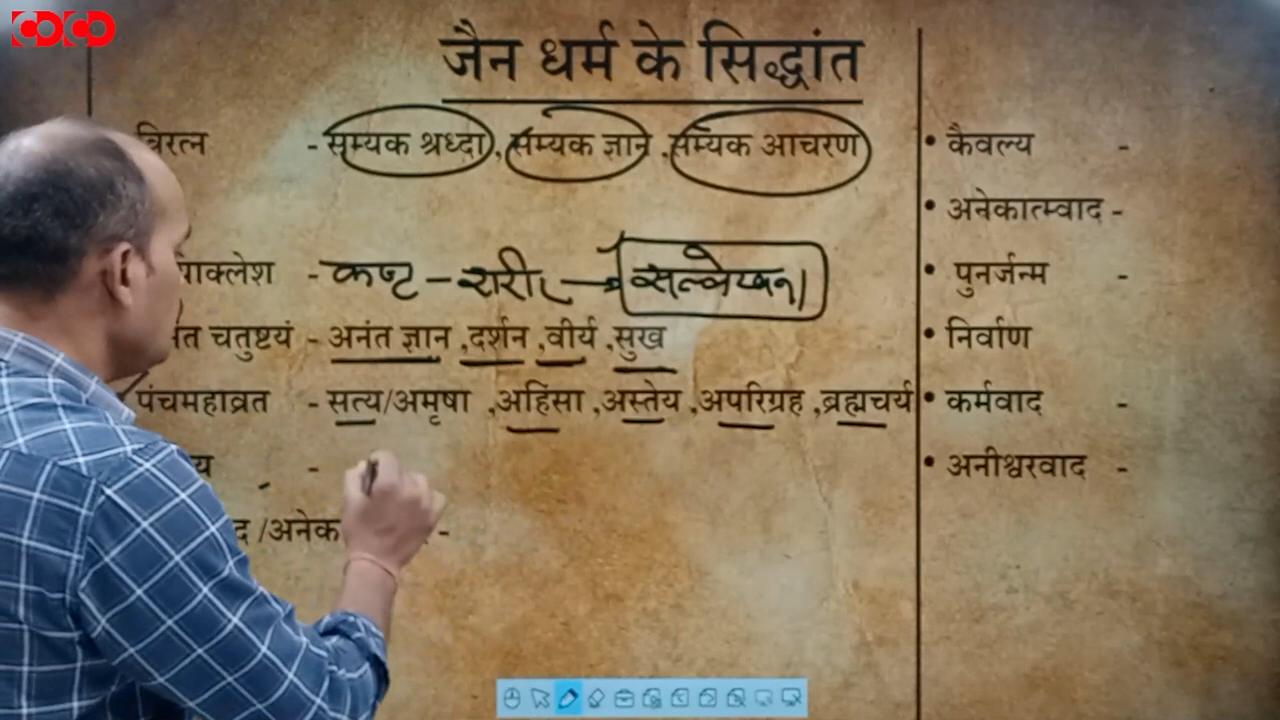 COCO
जैन धर्म के सिद्धांत
त्रिरत्न - सम्यक श्रध्दा , सम्यक ज्ञान , सम्यक आचरण
- कष्ट - शरीर → सल्लेखना
चतुष्टयं - अनंत ज्ञान ,दर्शन ,वीर्य ,सुख
पंचमहाव्रत - सत्य/अमृषा ,अहिंसा ,अस्तेय ,अपरिग्रह ,ब्रह्मचर्य
-
/अनेक -
• कैवल्य -
• अनेकात्म्वाद -
• पुनर्जन्म -
• निर्वाण
• कर्मवाद -
• अनीश्वरवाद -